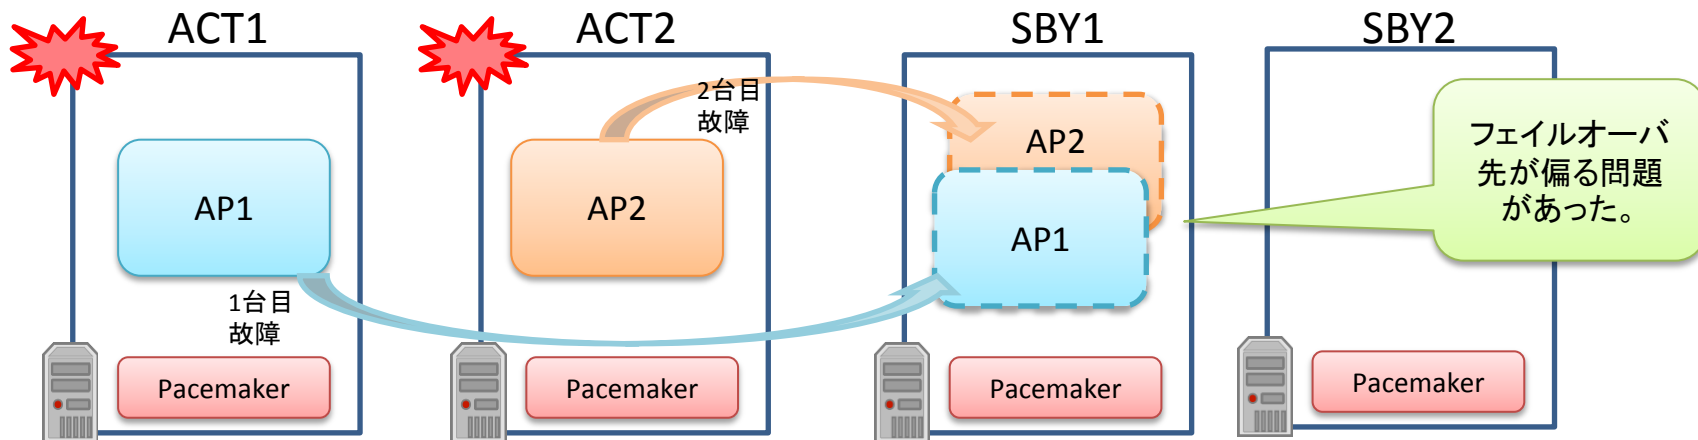 ACT1
ACT2
SBY1
SBY2
2台目
故障
AP2
フェイルオーバ
先が偏る問題
があった。
AP1
AP2
AP1
1台目
故障
Pacemaker
Pacemaker
Pacemaker
Pacemaker